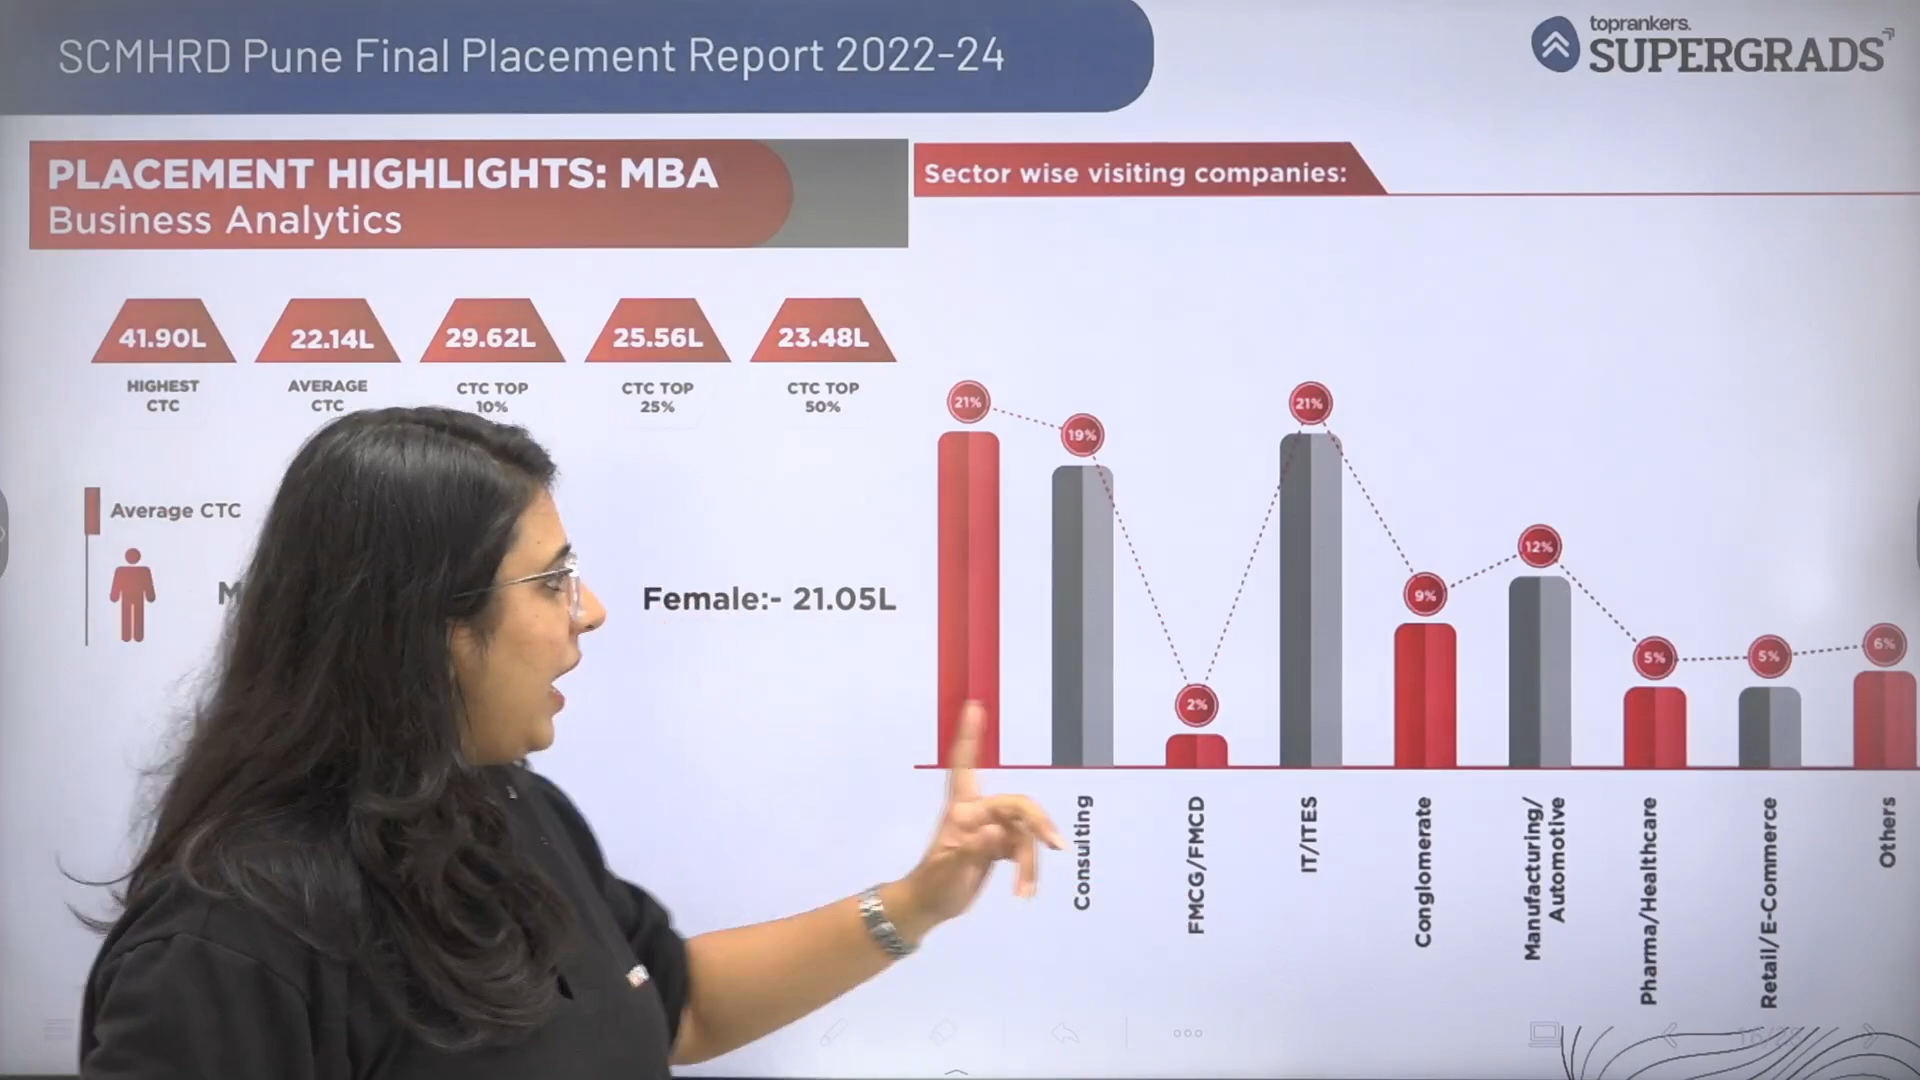 SCMHRD Pune Final Placement Report 2022-24
toprankers.
SUPERGRADS
PLACEMENT HIGHLIGHTS: MBA
Business Analytics
Sector wise visiting companies:
41.90L
22.14L
29.62L
25.56L
23.48L
HIGHEST
CTC
AVERAGE
CTC
CTC TOP
10%
CTC TOP
25%
CTC TOP
50%
Average CTC
Female:- 21.05L
21%
19%
2%
21%
9%
12%
5%
5%
6%
Consulting
FMCG/FMCD
IT/ITES
Conglomerate
Manufacturing/
Automotive
Pharma/Healthcare
Retail/E-Commerce
Others